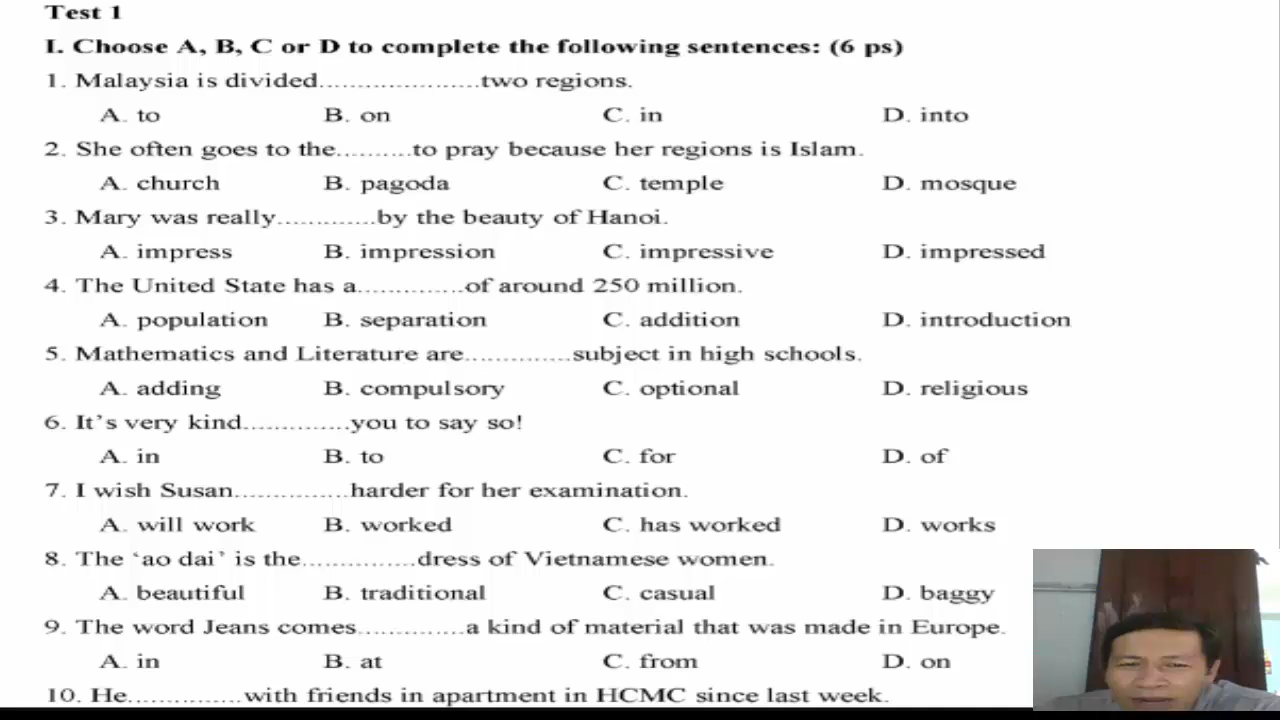 Test 1
I. Choose A, B, C or D to complete the following sentences: (6 ps)
1. Malaysia is divided.....................two regions.
A. to B. on C. in D. into
2. She often goes to the..........to pray because her regions is Islam.
A. church B. pagoda C. temple D. mosque
3. Mary was really.............by the beauty of Hanoi.
A. impress B. impression C. impressive D. impressed
4. The United State has a..............of around 250 million.
A. population B. separation C. addition D. introduction
5. Mathematics and Literature are..............subject in high schools.
A. adding B. compulsory C. optional D. religious
6. It's very kind..............you to say so!
A. in B. to C. for D. of
7. I wish Susan...............harder for her examination.
A. will work B. worked C. has worked D. works
8. The ‘ao dai’ is the...............dress of Vietnamese women.
A. beautiful B. traditional C. casual D. baggy
9. The word Jeans comes..............a kind of material that was made in Europe.
A. in B. at C. from D. on
10. He...............with friends in apartment in HCMC since last week.